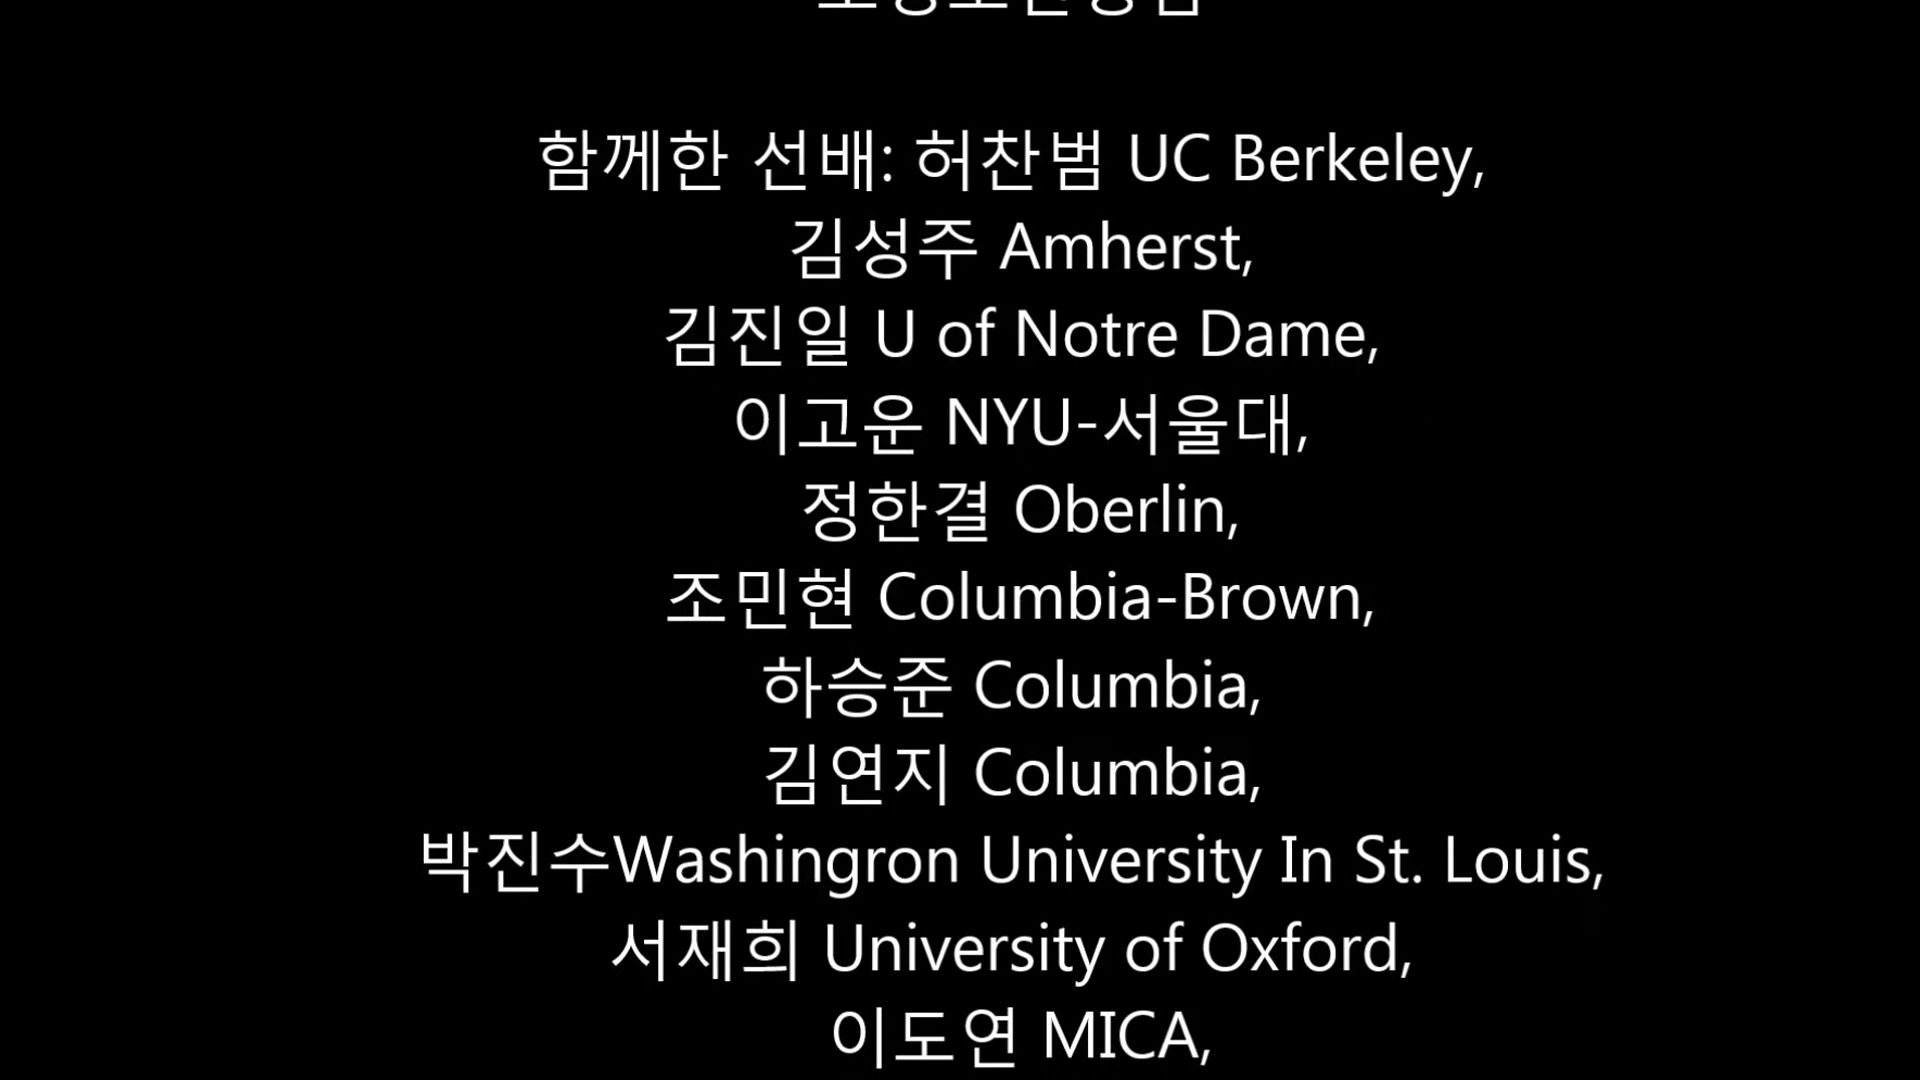 함께한 선배: 허찬범 UC Berkeley,
김성주 Amherst,
김진일 U of Notre Dame,
이고운 NYU-서울대,
정한결 Oberlin,
조민현 Columbia-Brown,
하승준 Columbia,
김연지 Columbia,
박진수Washingron University In St. Louis,
서재희 University of Oxford,
이도연 MICA,